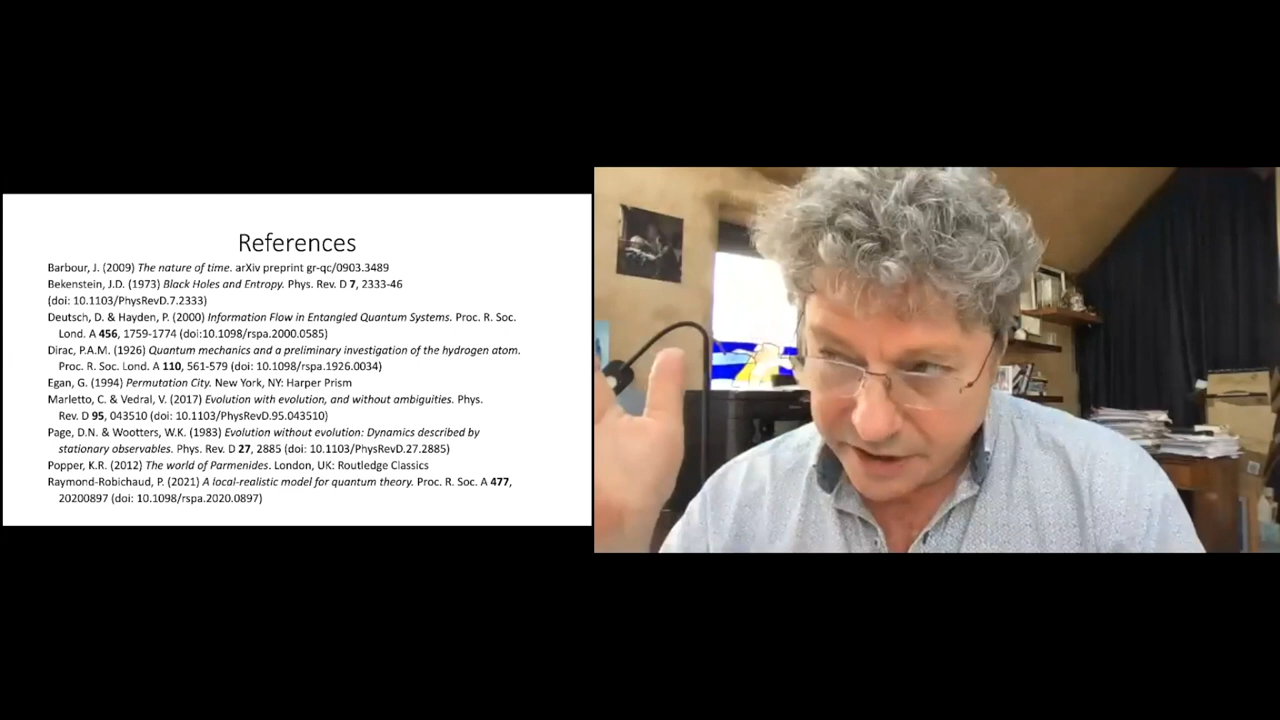 References
Barbour, J. (2009) The nature of time. arXiv preprint gr-qc/0903.3489
Bekenstein, J.D. (1973) Black Holes and Entropy. Phys. Rev. D 7, 2333-46
(doi: 10.1103/PhysRevD.7.2333)
Deutsch, D. & Hayden, P. (2000) Information Flow in Entangled Quantum Systems. Proc. R. Soc.
Lond. A 456, 1759-1774 (doi:10.1098/rspa.2000.0585)
Dirac, P.A.M. (1926) Quantum mechanics and a preliminary investigation of the hydrogen atom.
Proc. R. Soc. Lond. A 110, 561-579 (doi: 10.1098/rspa.1926.0034)
Egan, G. (1994) Permutation City. New York, NY: Harper Prism
Marletto, C. & Vedral, V. (2017) Evolution with evolution, and without ambiguities. Phys.
Rev. D 95, 043510 (doi: 10.1103/PhysRevD.95.043510)
Page, D.N. & Wootters, W.K. (1983) Evolution without evolution: Dynamics described by
stationary observables. Phys. Rev. D 27, 2885 (doi: 10.1103/PhysRevD.27.2885)
Popper, K.R. (2012) The world of Parmenides. London, UK: Routledge Classics
Raymond-Robichaud, P. (2021) A local-realistic model for quantum theory. Proc. R. Soc. A 477,
20200897 (doi: 10.1098/rspa.2020.0897)